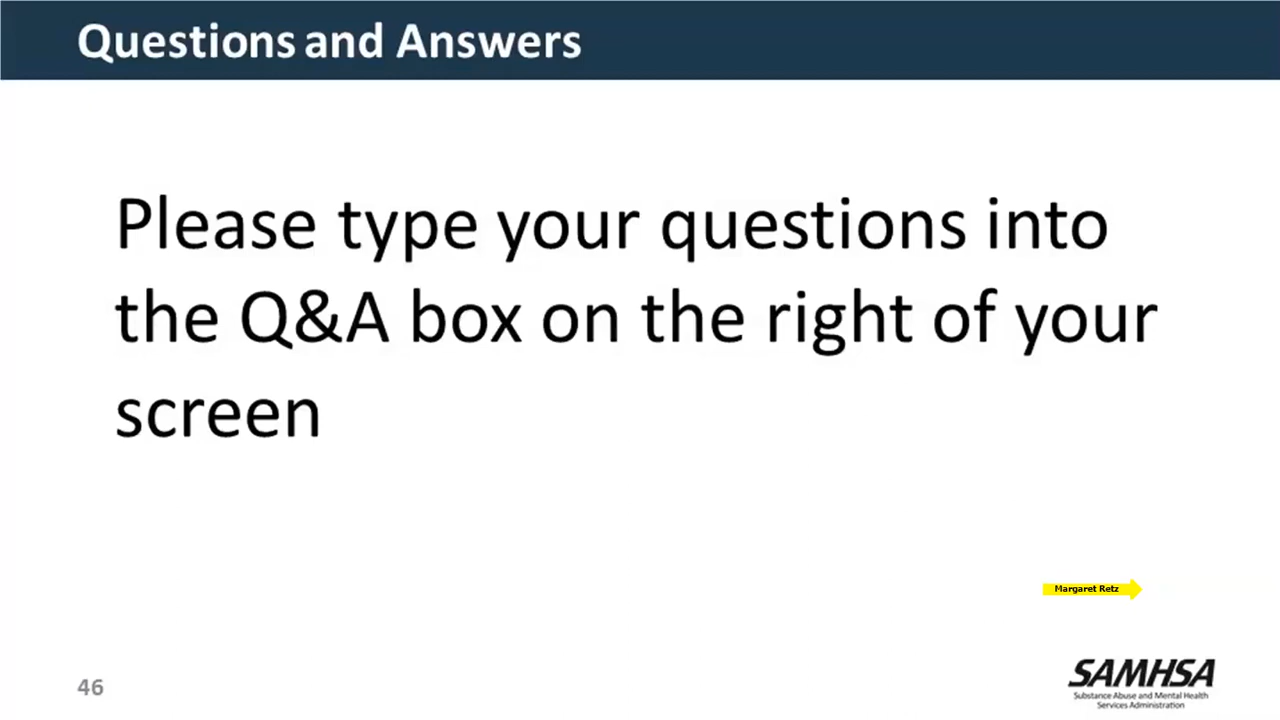 Questions and Answers
Please type your questions into
the Q&A box on the right of your
screen
Margaret Retz
46
SAMHSA
Substance Abuse and Mental Health
Services Administration